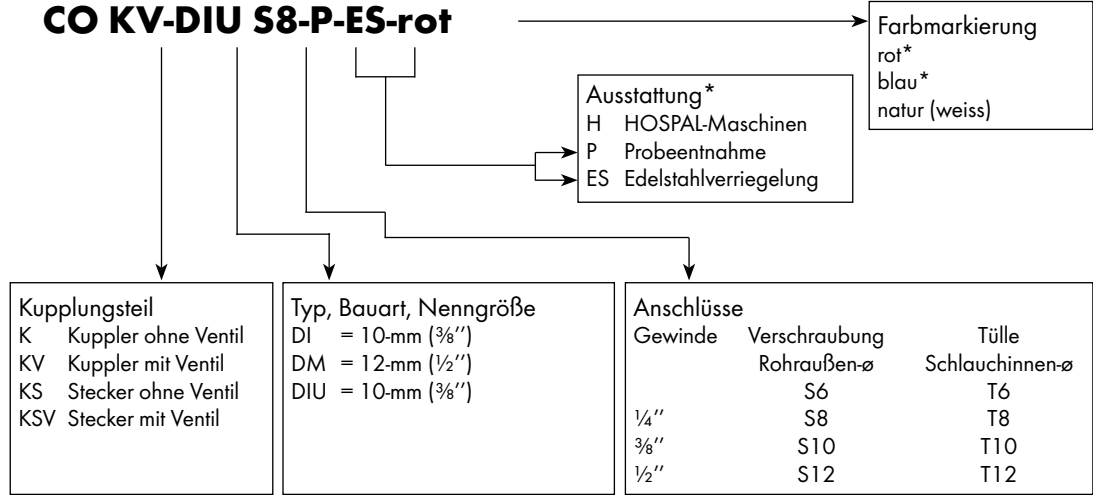 CO KV-DIU S8-P-ES-rot
Farbmarkierung
rot*
blau*
natur (weiss)
Ausstattung*
H HOSPAL-Maschinen
P Probeentnahme
ES Edelstahlverriegelung
Kupplungsteil
K Kuppler ohne Ventil
KV Kuppler mit Ventil
KS Stecker ohne Ventil
KSV Stecker mit Ventil
Typ, Bauart, Nenngröße
DI = 10-mm (⅜’’)
DM = 12-mm (½’’)
DIU = 10-mm (⅜’’)
Anschlüsse
Gewinde Verschraubung Tülle
Rohraußen-ø Schlauchinnen-ø
S6 T6
¼’’ S8 T8
⅜’’ S10 T10
½’’ S12 T12